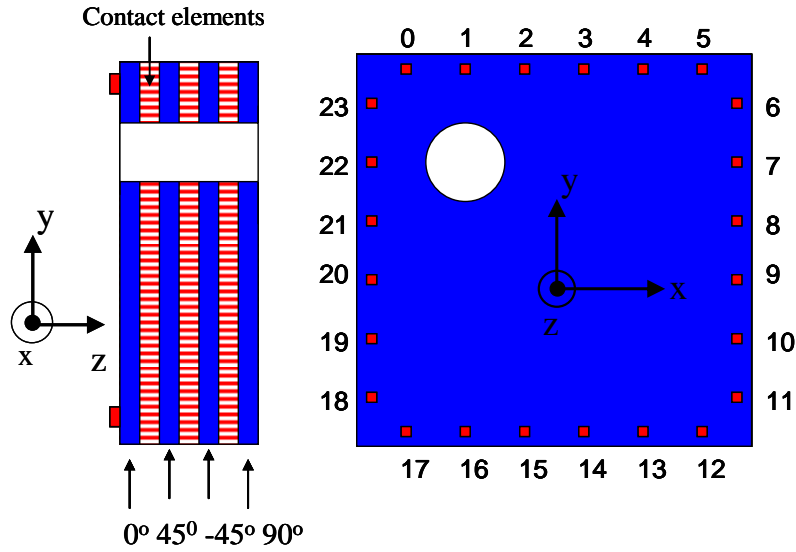 Contact elements
0 1 2 3 4 5
23 6
22 7
y
21 8
y
20 9
x
z
x z
19 10
18 11
17 16 15 14 13 12
0º 45⁰ -45º 90º